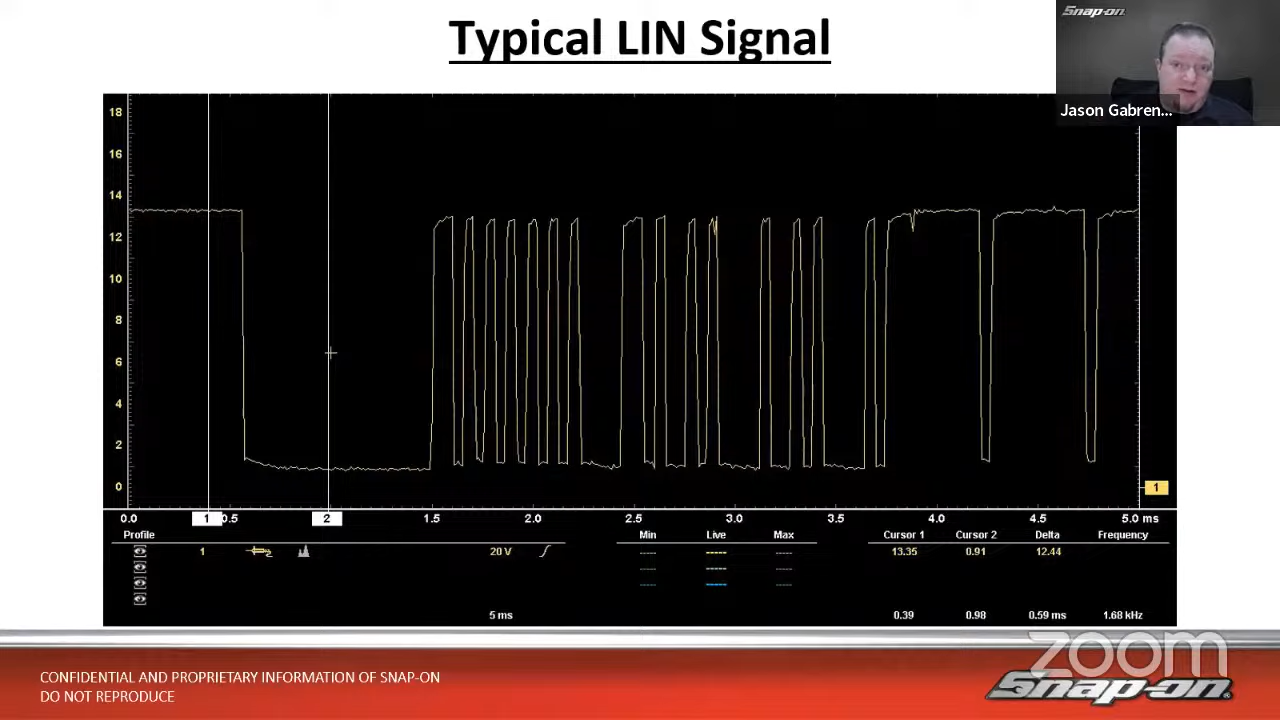 Typical LIN Signal
Snap-on
Jason Gabren...
18
16
14
12
10
8
6
4
2
0
1
0.0 1 0.5 2 1.5 2.0 2.5 3.0 3.5 4.0 4.5 5.0 ms
Profile Min Live Max Cursor 1 Cursor 2 Delta Frequency
1 20 V ---- ---- ---- 13.35 0.91 12.44
---- ---- ----
---- ---- ----
5 ms 0.39 0.98 0.59 ms 1.68 kHz
zoom
CONFIDENTIAL AND PROPRIETARY INFORMATION OF SNAP-ON
DO NOT REPRODUCE
Snap-on®